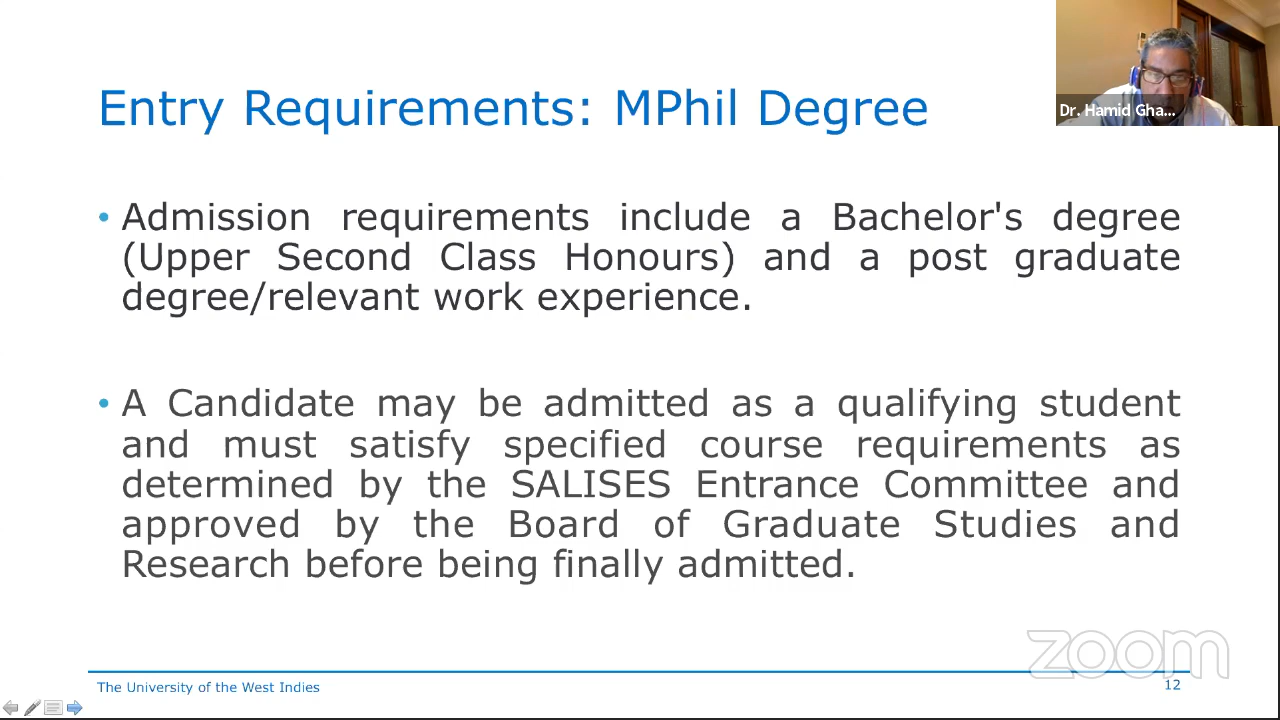 Entry Requirements: MPhil Degree
Dr. Hamid Gha...
• Admission requirements include a Bachelor's degree
(Upper Second Class Honours) and a post graduate
degree/relevant work experience.
• A Candidate may be admitted as a qualifying student
and must satisfy specified course requirements as
determined by the SALISES Entrance Committee and
approved by the Board of Graduate Studies and
Research before being finally admitted.
zoom
The University of the West Indies
12